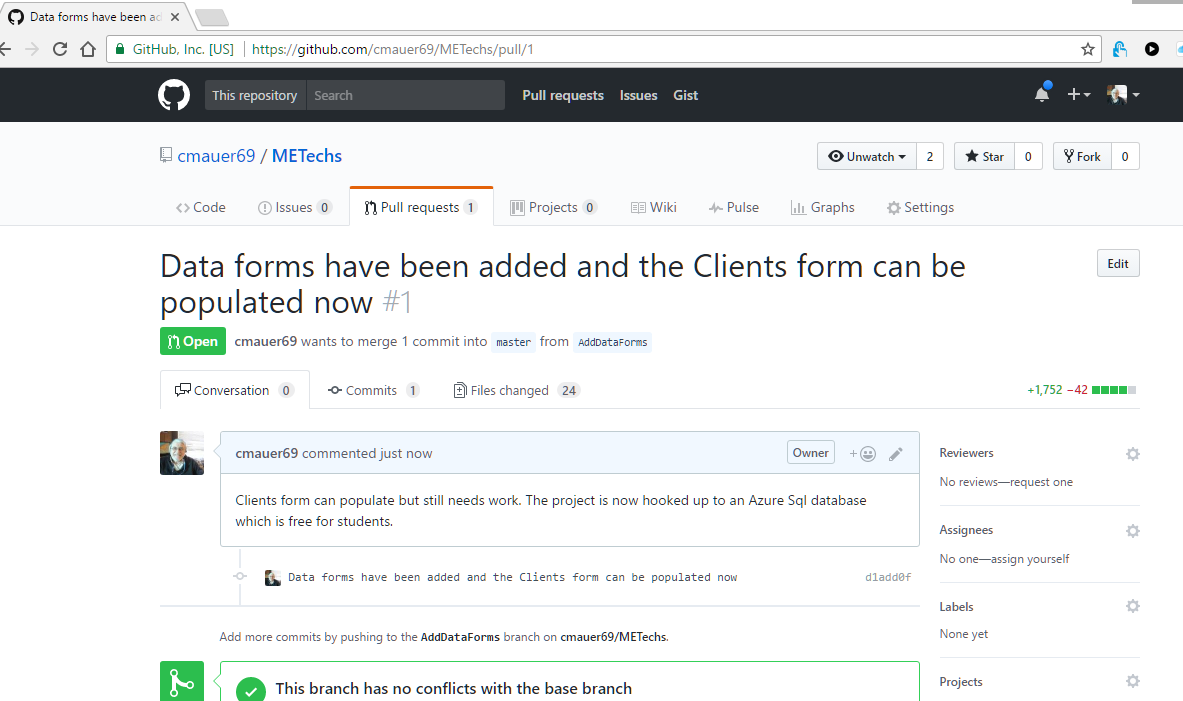 Data forms have been ad
GitHub, Inc. [US] https://github.com/cmauer69/METechs/pull/1
This repository Search Pull requests Issues Gist
cmauer69 / METechs
Unwatch 2 Star 0 Fork 0
Code Issues 0 Pull requests 1 Projects 0 Wiki Pulse Graphs Settings
Data forms have been added and the Clients form can be
populated now #1
Edit
Open cmauer69 wants to merge 1 commit into master from AddDataForms
Conversation 0 Commits 1 Files changed 24 +1,752 −42
cmauer69 commented just now Owner +
Clients form can populate but still needs work. The project is now hooked up to an Azure Sql database
which is free for students.
Data forms have been added and the Clients form can be populated now d1add0f
Add more commits by pushing to the AddDataForms branch on cmauer69/METechs.
This branch has no conflicts with the base branch
Reviewers
No reviews—request one
Assignees
No one—assign yourself
Labels
None yet
Projects